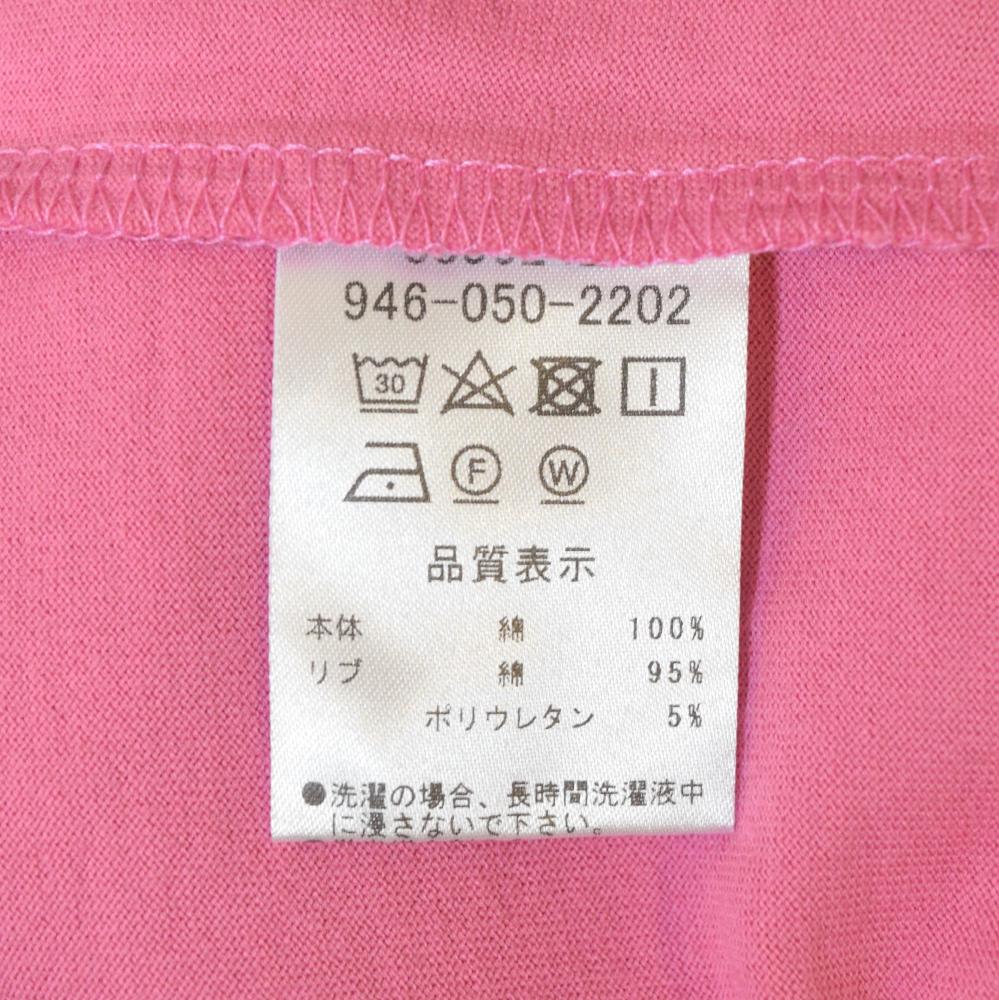 946-050-2202
30
F W
品質表示
本体 綿 100%
リブ 綿 95%
ポリウレタン 5%
●洗濯の場合、長時間洗濯液中
に浸さないで下さい。